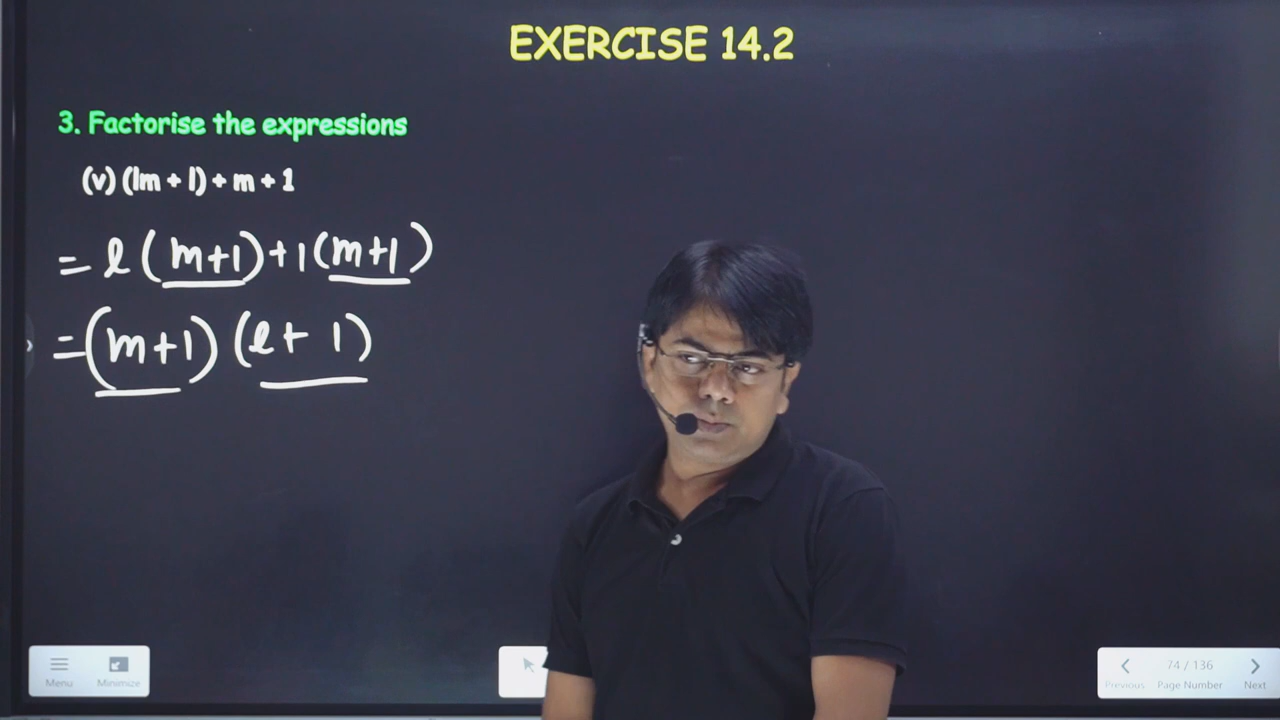 EXERCISE 14.2
3. Factorise the expressions
(v) (lm + l) + m + 1
= l (m+1) + 1 (m+1)
= (m+1) (l + 1)
Menu
Minimize
74 / 136
Previous Page Number Next